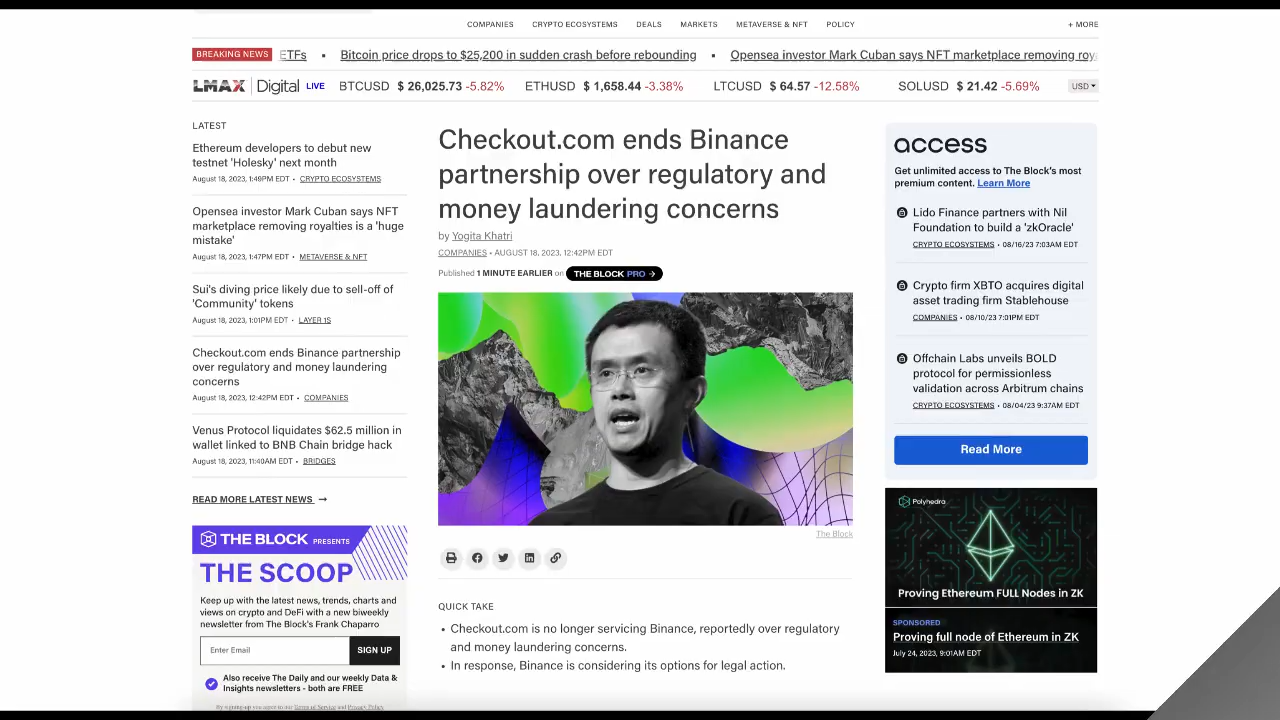 COMPANIES CRYPTO ECOSYSTEMS DEALS MARKETS METAVERSE & NFT POLICY + MORE
BREAKING NEWS ETFs • Bitcoin price drops to $25,200 in sudden crash before rebounding • Opensea investor Mark Cuban says NFT marketplace removing roy
LMAX Digital LIVE BTCUSD $ 26,025.73 -5.82% ETHUSD $ 1,658.44 -3.38% LTCUSD $ 64.57 -12.58% SOLUSD $ 21.42 -5.69% USD
LATEST
Ethereum developers to debut new
testnet 'Holesky' next month
August 18, 2023, 1:49PM EDT • CRYPTO ECOSYSTEMS
Opensea investor Mark Cuban says NFT
marketplace removing royalties is a 'huge
mistake'
August 18, 2023, 1:47PM EDT • METAVERSE & NFT
Sui's diving price likely due to sell-off of
'Community' tokens
August 18, 2023, 1:01PM EDT • LAYER 1S
Checkout.com ends Binance partnership
over regulatory and money laundering
concerns
August 18, 2023, 12:42PM EDT • COMPANIES
Venus Protocol liquidates $62.5 million in
wallet linked to BNB Chain bridge hack
August 18, 2023, 11:40AM EDT • BRIDGES
READ MORE LATEST NEWS →
THE BLOCK PRESENTS
THE SCOOP
Keep up with the latest news, trends, charts and
views on crypto and DeFi with a new biweekly
newsletter from The Block's Frank Chaparro
Enter Email SIGN UP
Also receive The Daily and our weekly Data &
Insights newsletters - both are FREE
By signing-up you agree to our Terms of Service and Privacy Policy
Checkout.com ends Binance
partnership over regulatory and
money laundering concerns
by Yogita Khatri
COMPANIES • AUGUST 18, 2023, 12:42PM EDT
Published 1 MINUTE EARLIER on THE BLOCK PRO →
The Block
QUICK TAKE
• Checkout.com is no longer servicing Binance, reportedly over regulatory
and money laundering concerns.
• In response, Binance is considering its options for legal action.
access
Get unlimited access to The Block's most
premium content. Learn More
Lido Finance partners with Nil
Foundation to build a 'zkOracle'
CRYPTO ECOSYSTEMS • 08/16/23 7:03AM EDT
Crypto firm XBTO acquires digital
asset trading firm Stablehouse
COMPANIES • 08/10/23 7:01PM EDT
Offchain Labs unveils BOLD
protocol for permissionless
validation across Arbitrum chains
CRYPTO ECOSYSTEMS • 08/04/23 9:37AM EDT
Read More
Polyhedra
Proving Ethereum FULL Nodes in ZK
SPONSORED
Proving full node of Ethereum in ZK
July 24, 2023, 9:01AM EDT